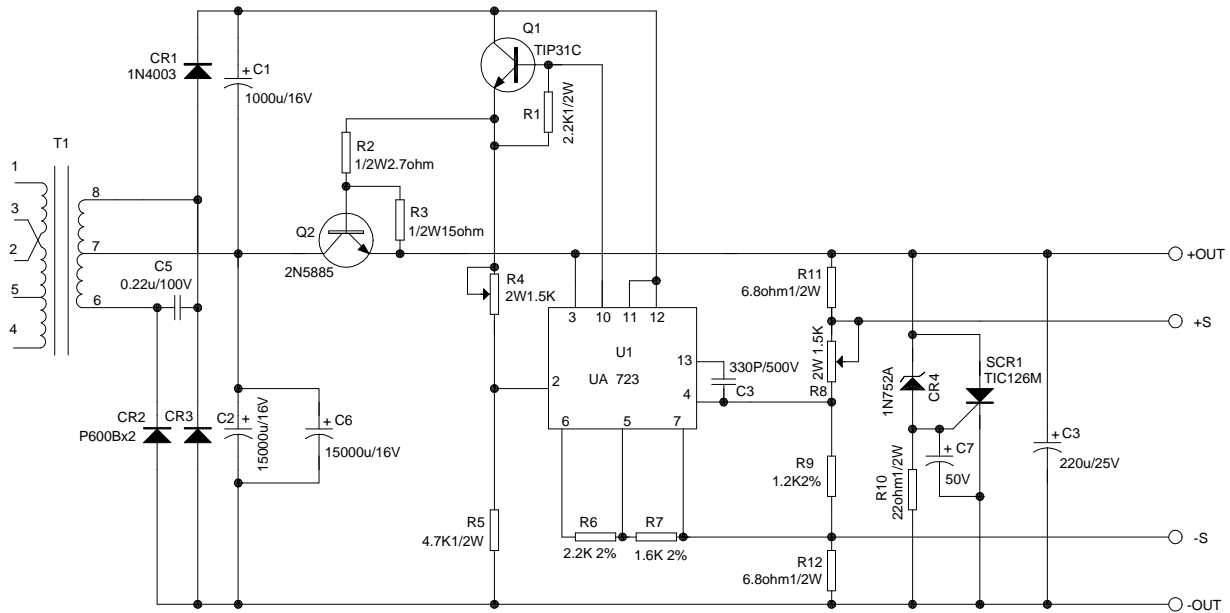 Q1
TIP31C
CR1
1N4003
+
C1
1000u/16V
R1
2.2K1/2W
T1
R2
1/2W2.7ohm
1
8
3
R3
1/2W15ohm
Q2
2N5885
7
2
+OUT
C5
0.22u/100V
R4
2W1.5K
R11
6.8ohm1/2W
5
6
4
3
10
11
12
+S
U1
UA 723
13
330P/500V
2W 1.5K
SCR1
TIC126M
2
4
C3
R8
1N752A
CR4
CR2
CR3
P600Bx2
C2
+
15000u/16V
+
C6
15000u/16V
6
5
7
+
C7
50V
+
C3
220u/25V
R9
1.2K2%
R10
22ohm1/2W
R5
4.7K1/2W
R6
2.2K 2%
R7
1.6K 2%
-S
R12
6.8ohm1/2W
-OUT